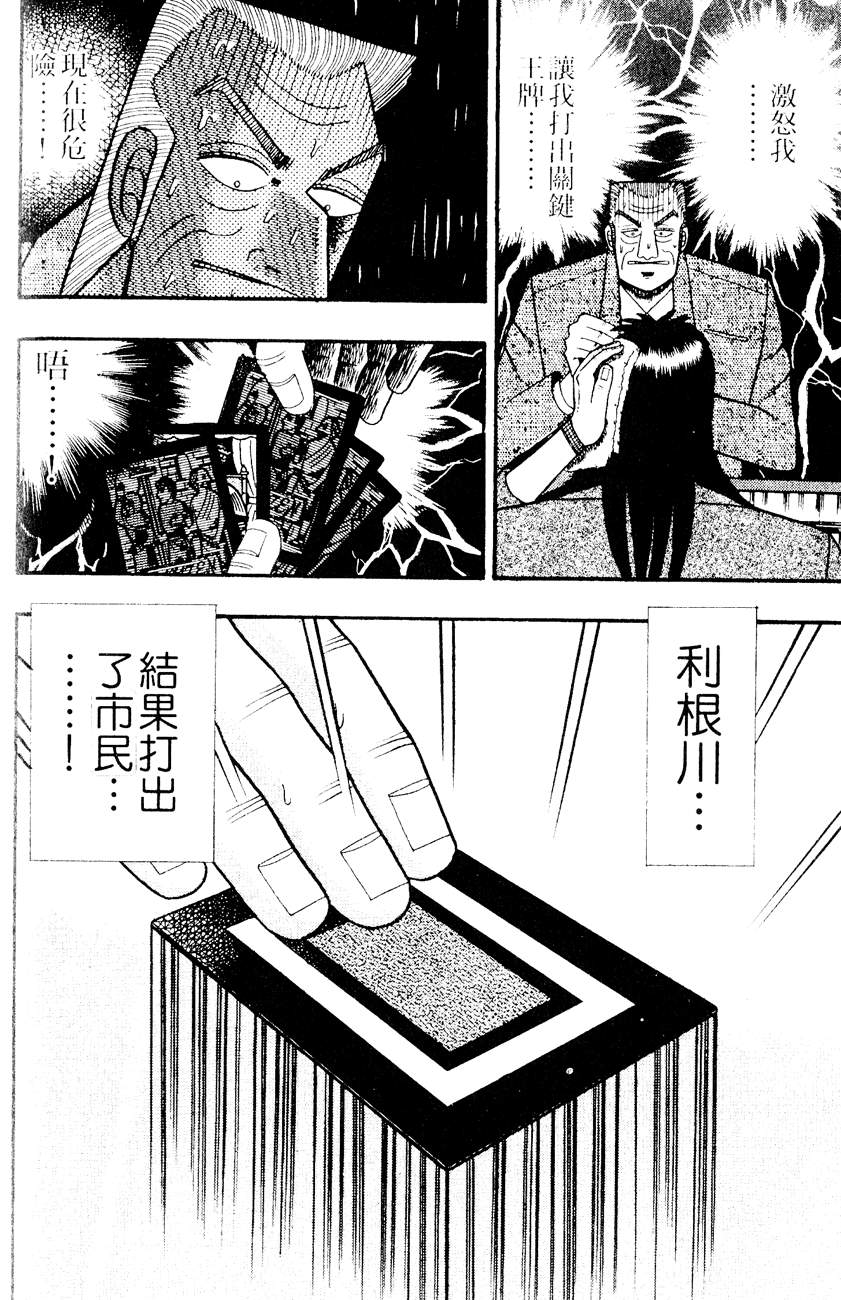 激怒我
………
讓我打出關鍵
王牌………
現在很危
險……！
唔……！
利根川…
結果打出
了市民…
……！